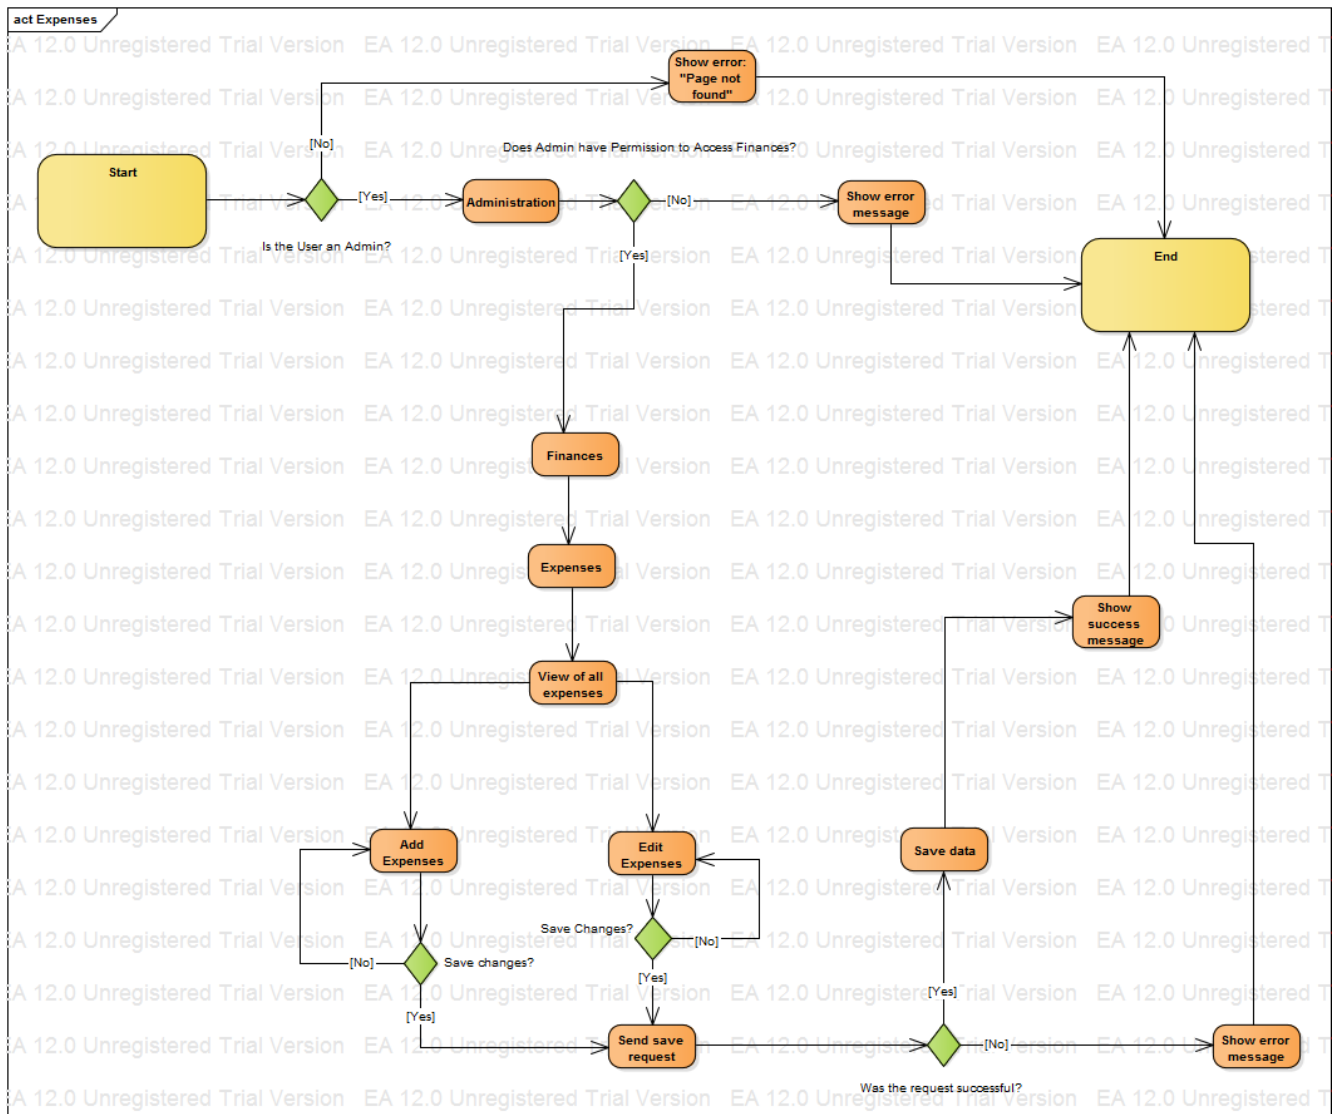 act Expenses
Show error:
"Page not
found"
[No]
Does Admin have Permission to Access Finances?
Start
[Yes]
Administration
[No]
Show error
message
Is the User an Admin?
[Yes]
End
Finances
Expenses
Show
success
message
View of all
expenses
Add
Expenses
Edit
Expenses
Save data
Save Changes?
[No]
[No]
Save changes?
[Yes]
[Yes]
[Yes]
Send save
request
[No]
Show error
message
Was the request successful?
EA 12.0 Unregistered Trial Version